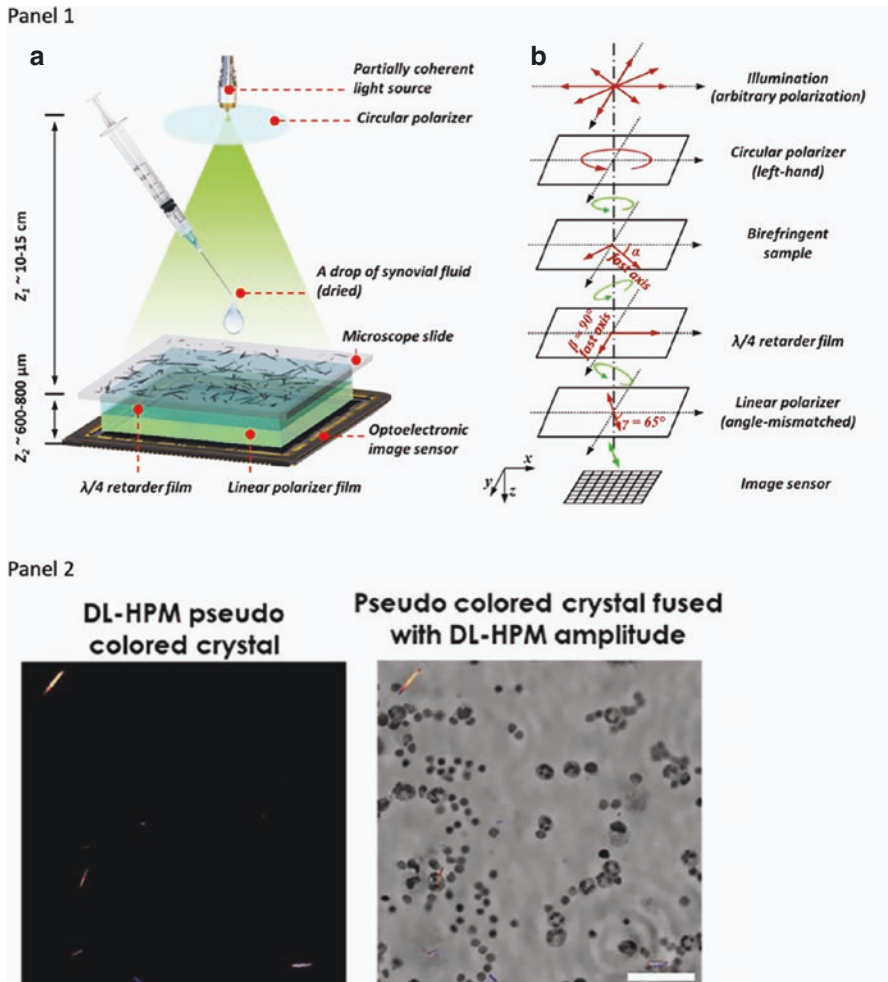 Panel 1
a
Partially coherent
light source
Circular polarizer
Z₁ ~ 10-15 cm
A drop of synovial fluid
(dried)
Microscope slide
Z₂ ~ 600-800 μm
Optoelectronic
image sensor
λ/4 retarder film
Linear polarizer film
b
Illumination
(arbitrary polarization)
Circular polarizer
(left-hand)
α
fast axis
Birefringent
sample
β = 90°
fast axis
λ/4 retarder film
γ = 65°
Linear polarizer
(angle-mismatched)
x
y
z
Image sensor
Panel 2
DL-HPM pseudo
colored crystal
Pseudo colored crystal fused
with DL-HPM amplitude